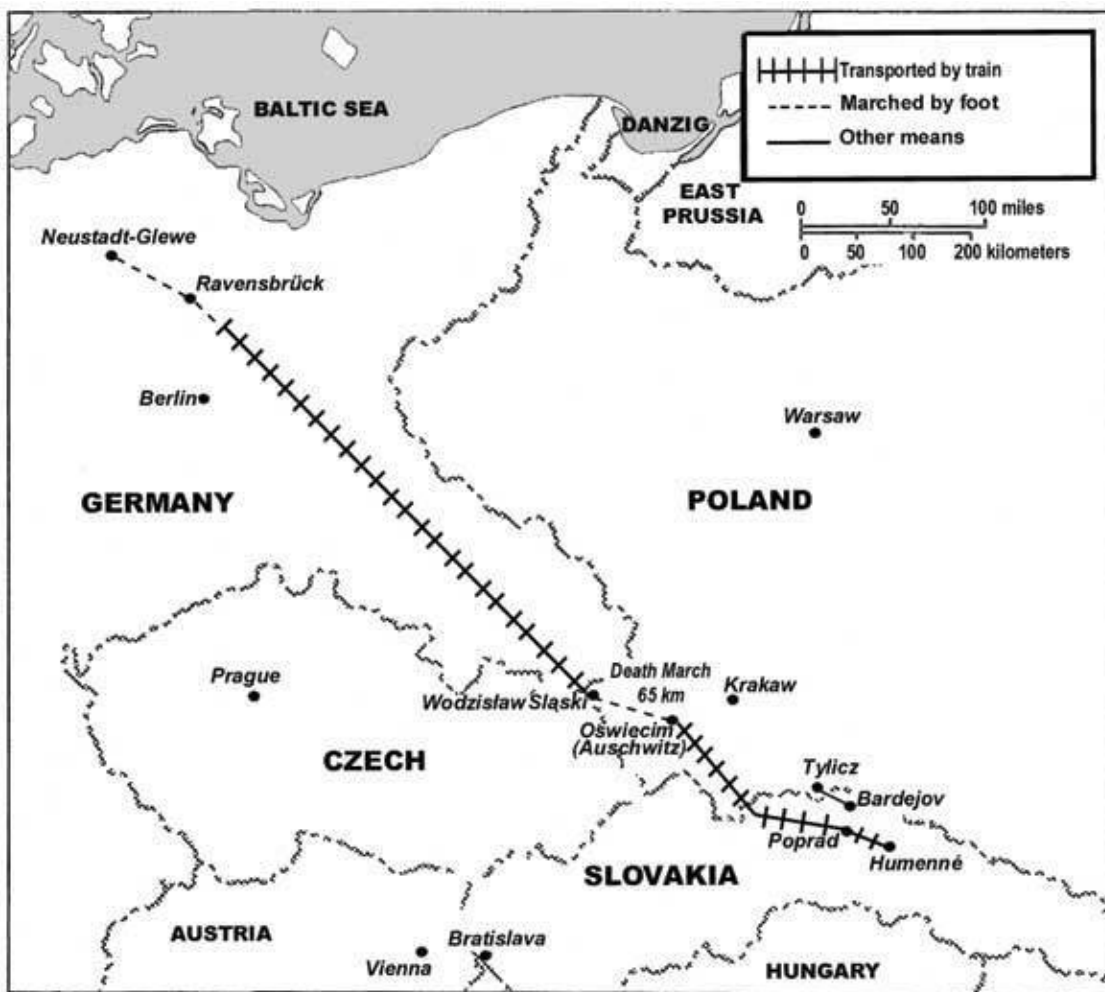 Transported by train
Marched by foot
Other means
BALTIC SEA
DANZIG
EAST
PRUSSIA
0 50 100 miles
0 50 100 200 kilometers
Neustadt-Glewe
Ravensbrück
Berlin
Warsaw
GERMANY
POLAND
Prague
Death March
65 km
Krakaw
Wodzisław Śląski
Oświecim
(Auschwitz)
CZECH
Tylicz
Bardejov
Poprad
Humenné
SLOVAKIA
AUSTRIA
Bratislava
Vienna
HUNGARY